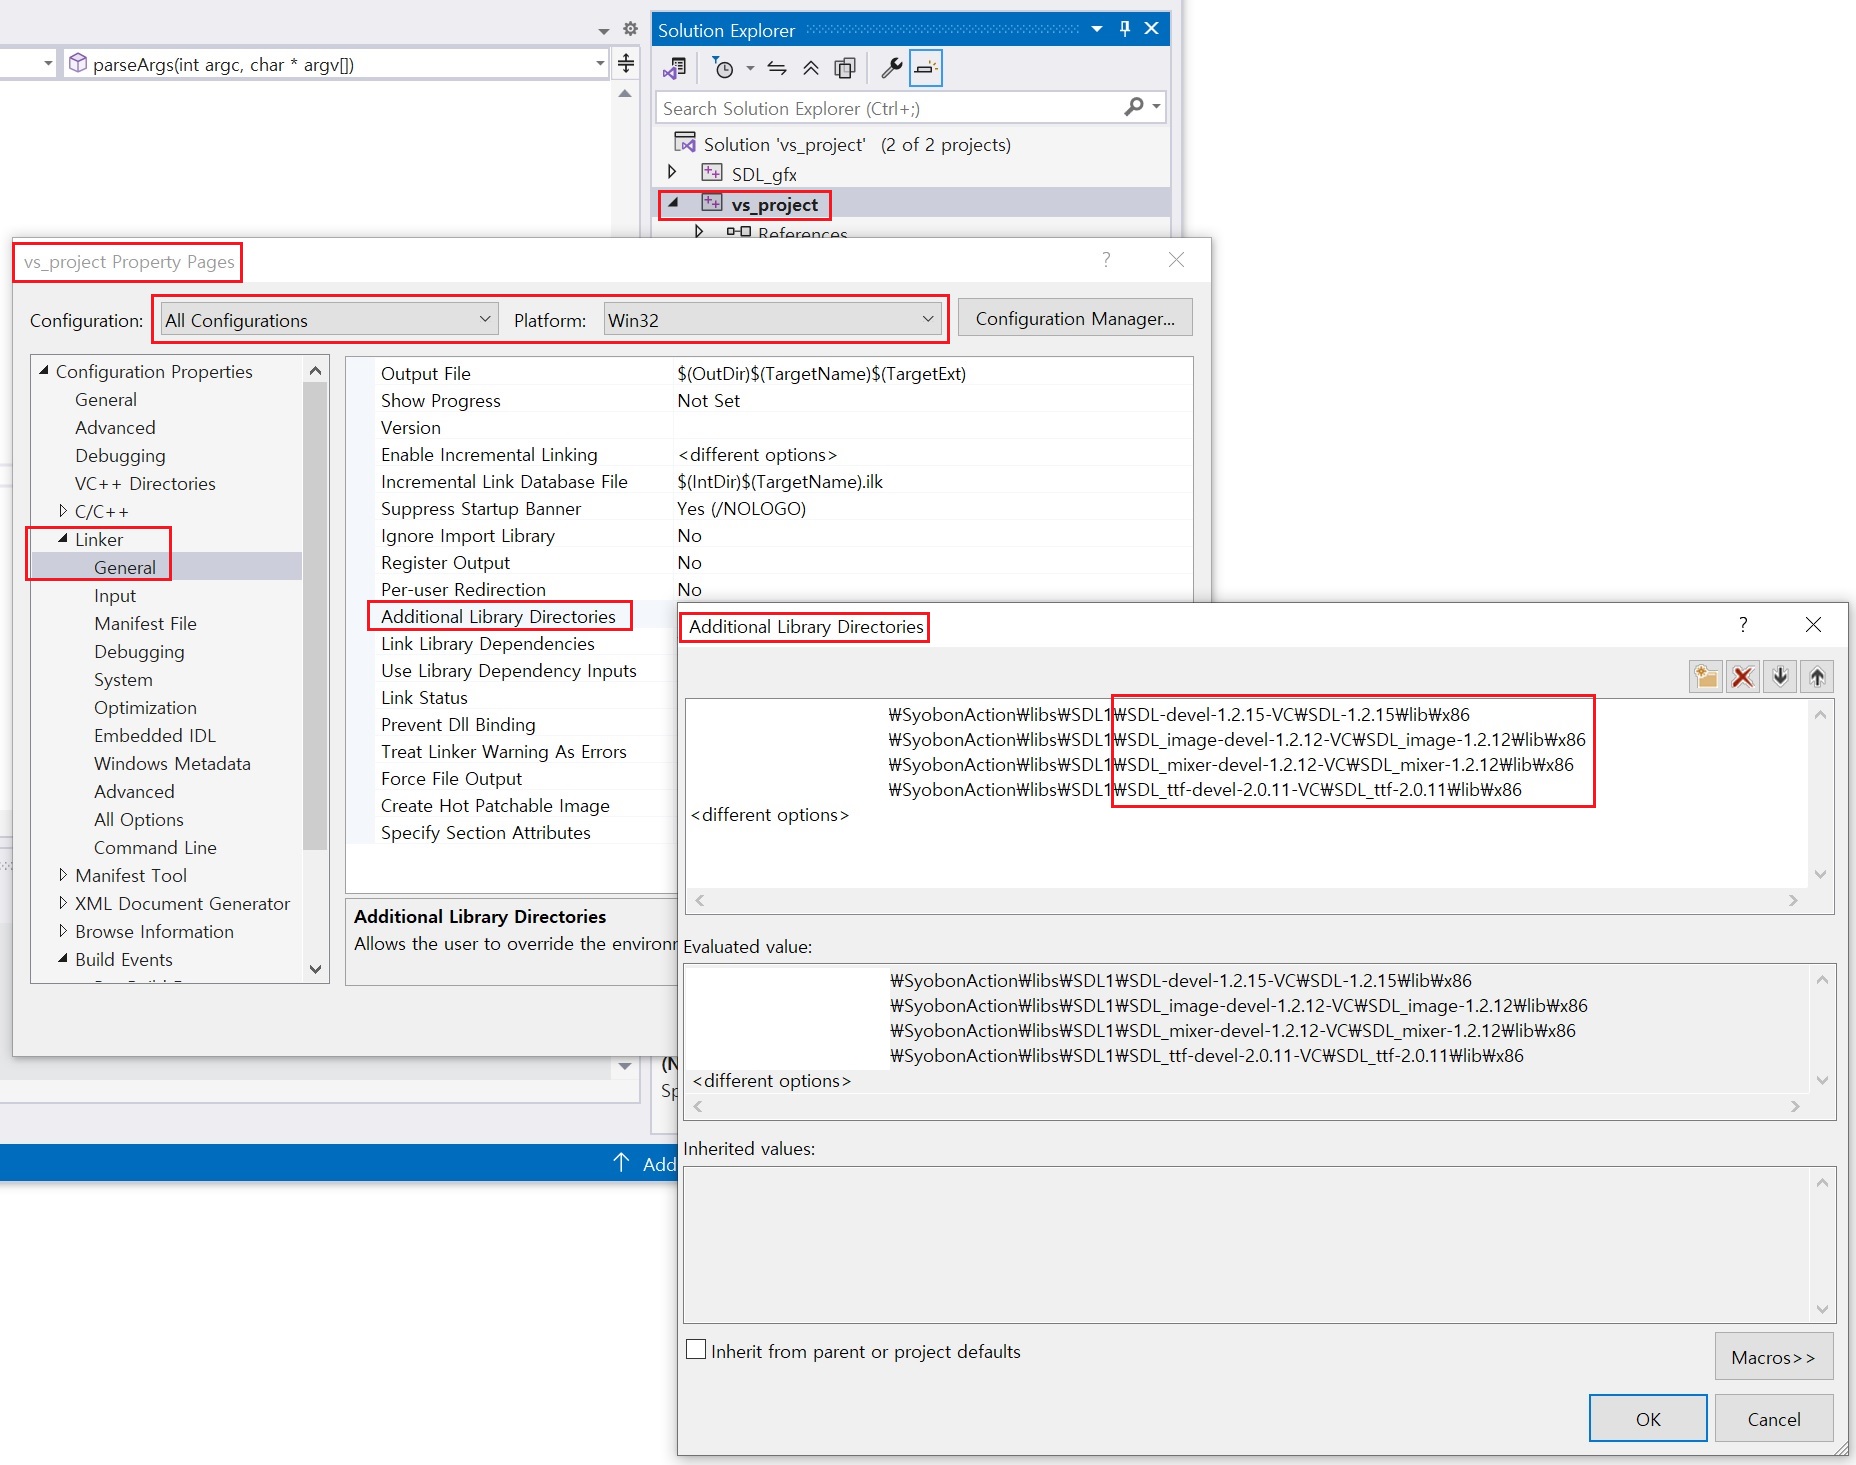 Solution Explorer
parseArgs(int argc, char * argv[])
Search Solution Explorer (Ctrl+;)
Solution 'vs_project' (2 of 2 projects)
SDL_gfx
vs_project
References
vs_project Property Pages
?
Configuration: All Configurations Platform: Win32 Configuration Manager...
Configuration Properties
General
Advanced
Debugging
VC++ Directories
C/C++
Linker
General
Input
Manifest File
Debugging
System
Optimization
Embedded IDL
Windows Metadata
Advanced
All Options
Command Line
Manifest Tool
XML Document Generator
Browse Information
Build Events
Output File $(OutDir)$(TargetName)$(TargetExt)
Show Progress Not Set
Version
Enable Incremental Linking <different options>
Incremental Link Database File $(IntDir)$(TargetName).ilk
Suppress Startup Banner Yes (/NOLOGO)
Ignore Import Library No
Register Output No
Per-user Redirection No
Additional Library Directories
Link Library Dependencies
Use Library Dependency Inputs
Link Status
Prevent Dll Binding
Treat Linker Warning As Errors
Force File Output
Create Hot Patchable Image
Specify Section Attributes
Additional Library Directories
Allows the user to override the environ
Add
Additional Library Directories
?
₩SyobonAction₩libs₩SDL1₩SDL-devel-1.2.15-VC₩SDL-1.2.15₩lib₩x86
₩SyobonAction₩libs₩SDL1₩SDL_image-devel-1.2.12-VC₩SDL_image-1.2.12₩lib₩x86
₩SyobonAction₩libs₩SDL1₩SDL_mixer-devel-1.2.12-VC₩SDL_mixer-1.2.12₩lib₩x86
₩SyobonAction₩libs₩SDL1₩SDL_ttf-devel-2.0.11-VC₩SDL_ttf-2.0.11₩lib₩x86
<different options>
Evaluated value:
₩SyobonAction₩libs₩SDL1₩SDL-devel-1.2.15-VC₩SDL-1.2.15₩lib₩x86
₩SyobonAction₩libs₩SDL1₩SDL_image-devel-1.2.12-VC₩SDL_image-1.2.12₩lib₩x86
₩SyobonAction₩libs₩SDL1₩SDL_mixer-devel-1.2.12-VC₩SDL_mixer-1.2.12₩lib₩x86
₩SyobonAction₩libs₩SDL1₩SDL_ttf-devel-2.0.11-VC₩SDL_ttf-2.0.11₩lib₩x86
<different options>
Inherited values:
Inherit from parent or project defaults
Macros>>
OK
Cancel